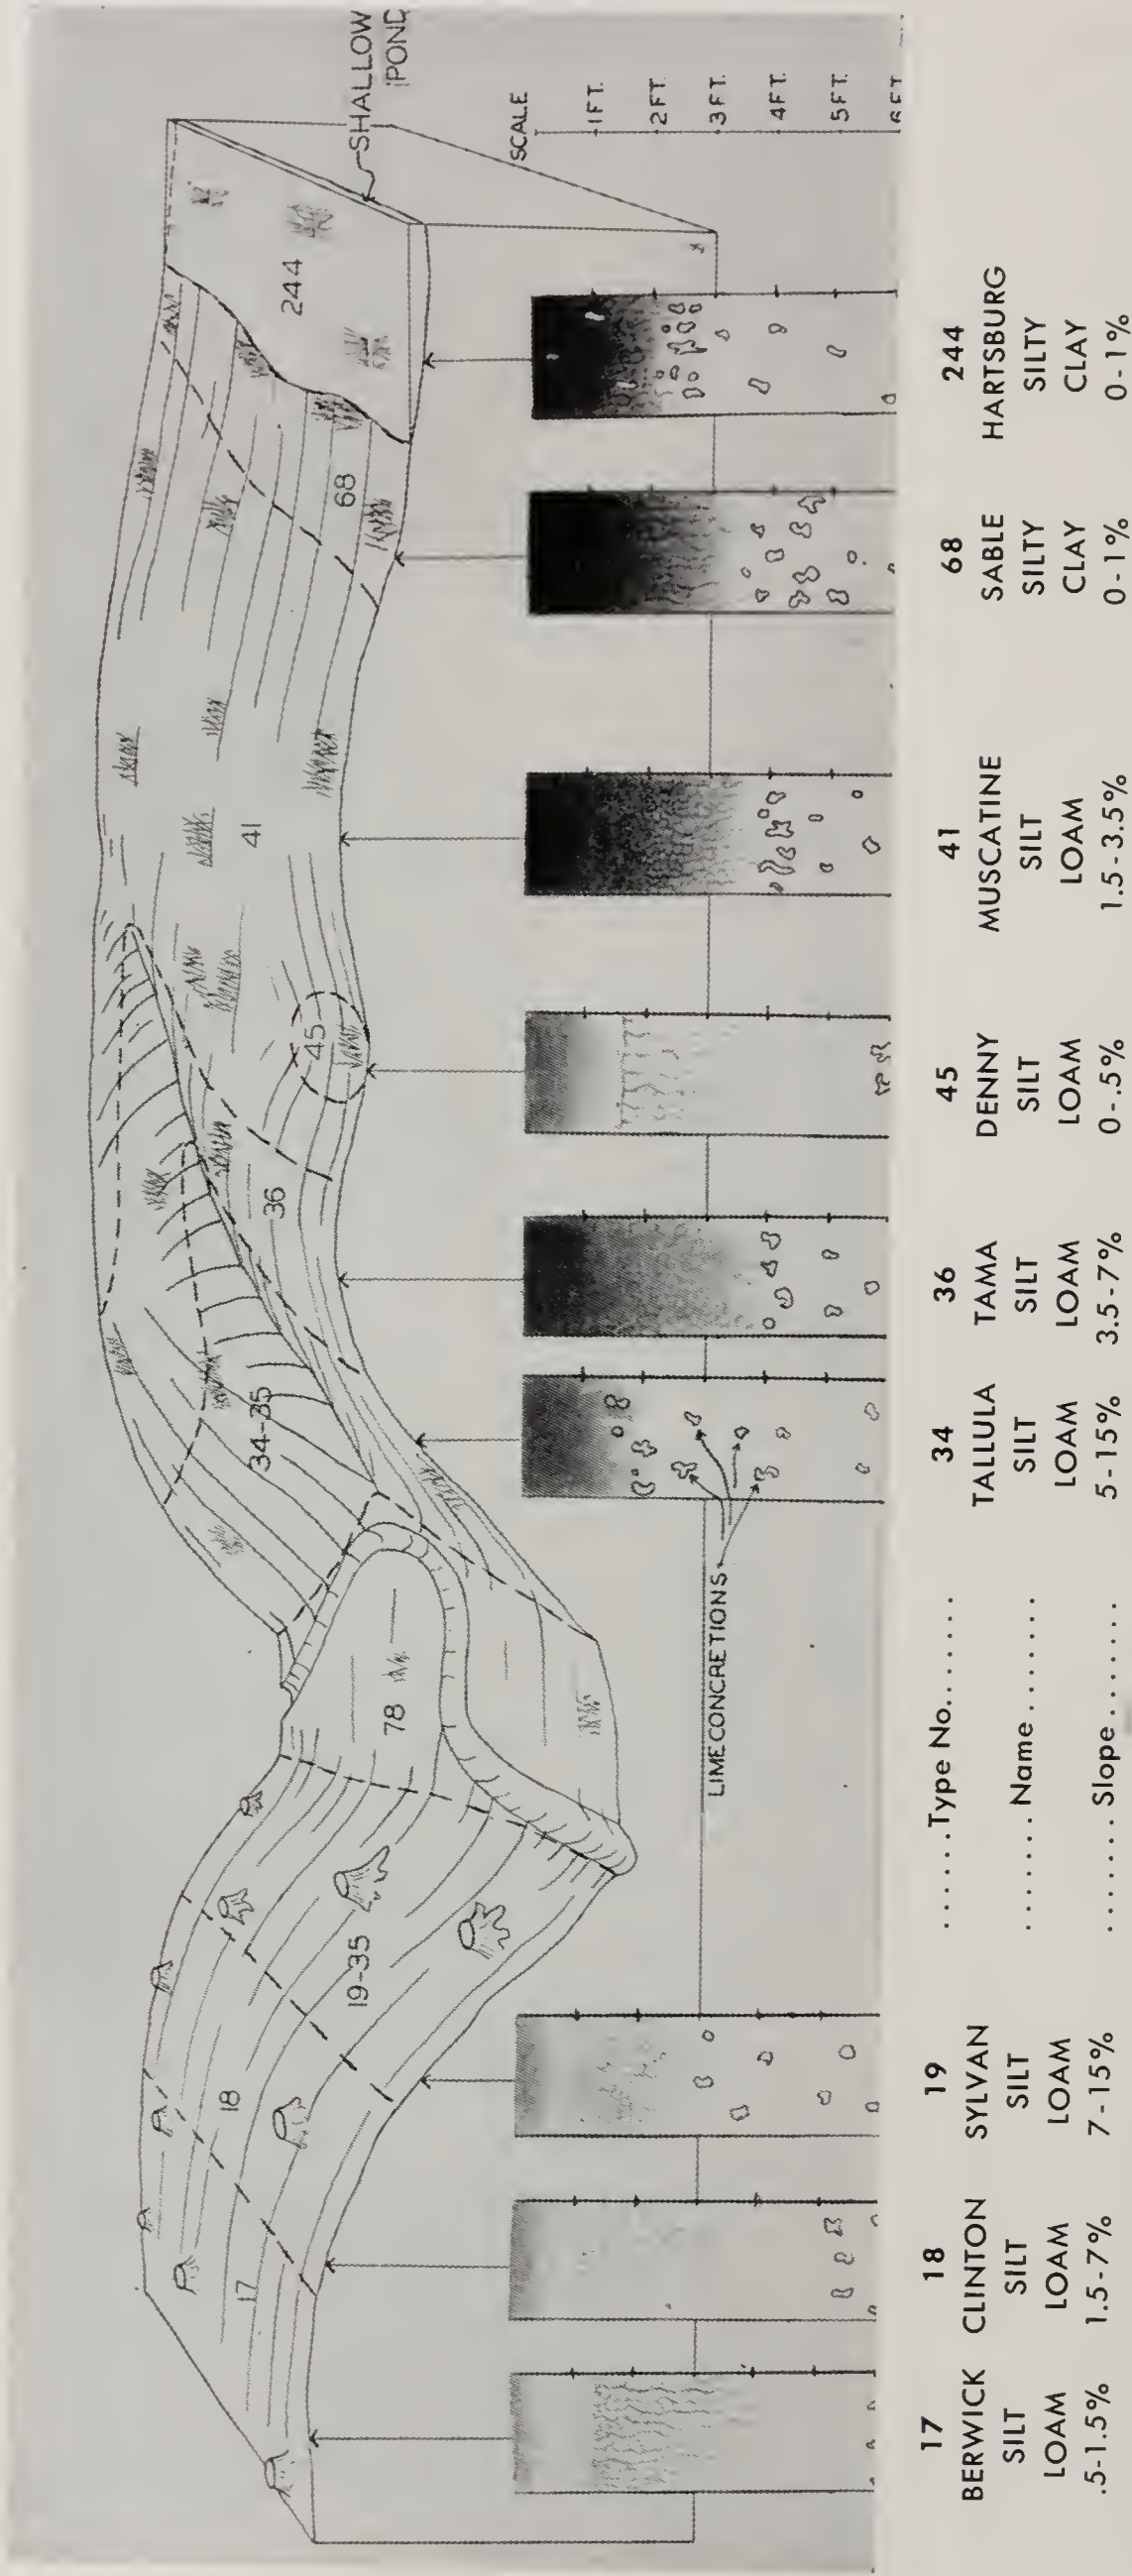 SHALLOW
POND
SCALE
1 FT.
2 FT.
3 FT.
4 FT.
5 FT.
6 FT
17
18
19-35
78
34-35
36
45
41
68
244
LIME CONCRETIONS
17
BERWICK
SILT
LOAM
.5-1.5%
18
CLINTON
SILT
LOAM
1.5-7%
19
SYLVAN
SILT
LOAM
7-15%
......Type No.......
.......Name.......
.......Slope.......
34
TALLULA
SILT
LOAM
5-15%
36
TAMA
SILT
LOAM
3.5-7%
45
DENNY
SILT
LOAM
0-.5%
41
MUSCATINE
SILT
LOAM
1.5-3.5%
68
SABLE
SILTY
CLAY
0-1%
244
HARTSBURG
SILTY
CLAY
0-1%